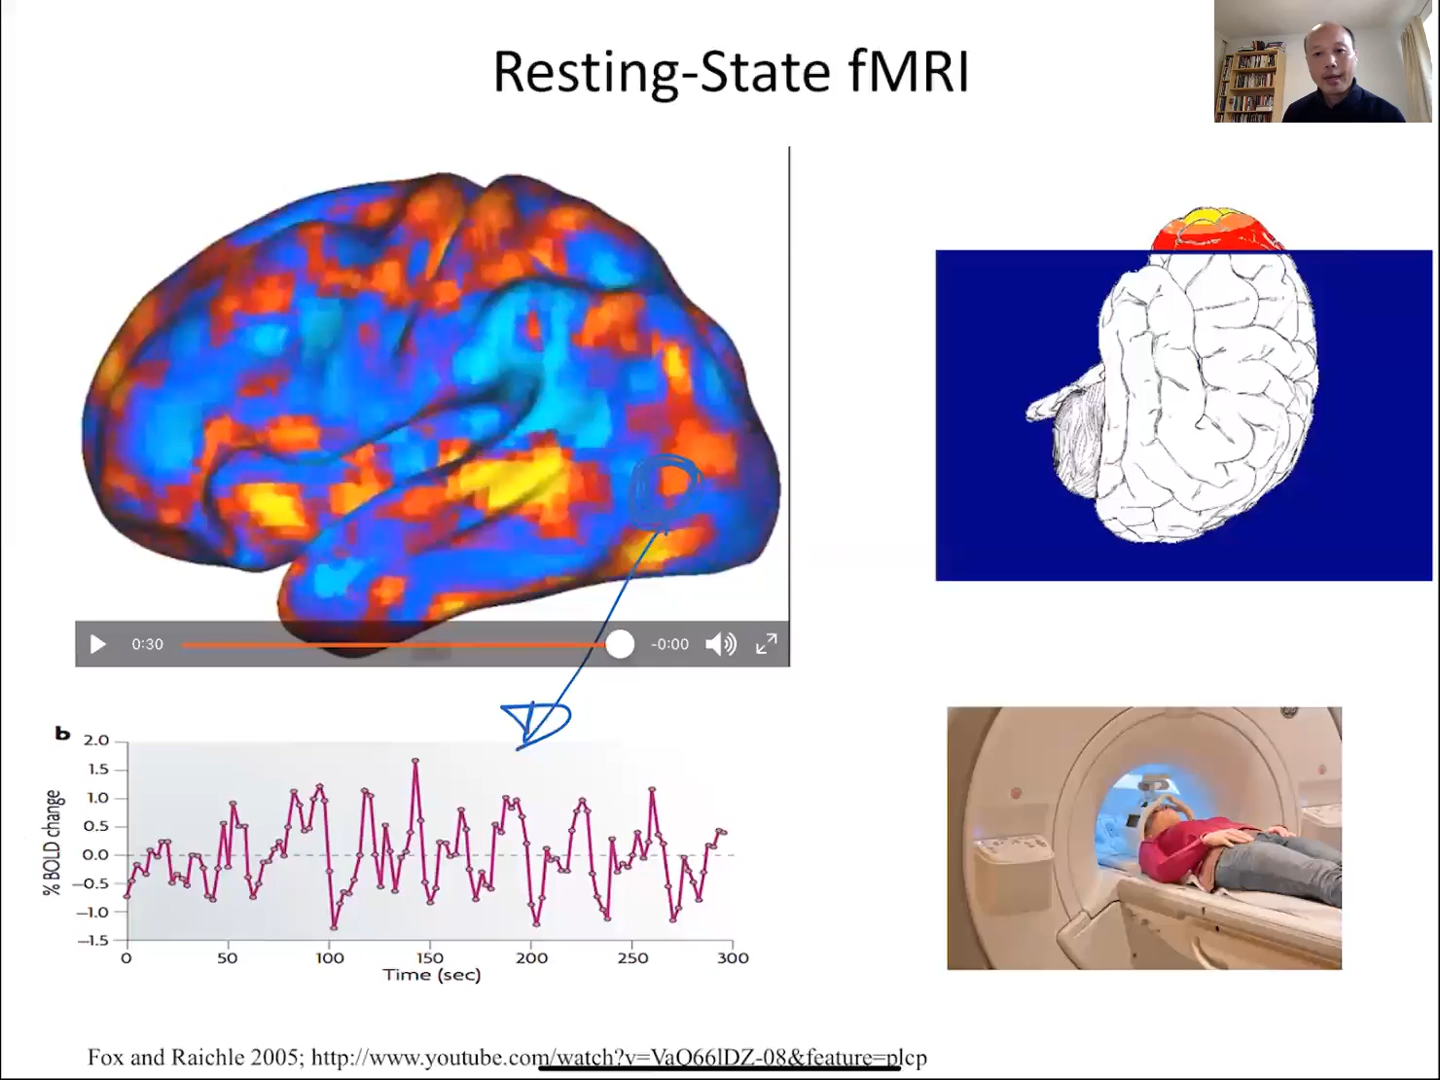 Resting-State fMRI
0:30
-0:00
b
% BOLD change
2.0
1.5
1.0
0.5
0.0
−0.5
−1.0
−1.5
0 50 100 150 200 250 300
Time (sec)
Fox and Raichle 2005; http://www.youtube.com/watch?v=VaQ66lDZ-08&feature=plcp